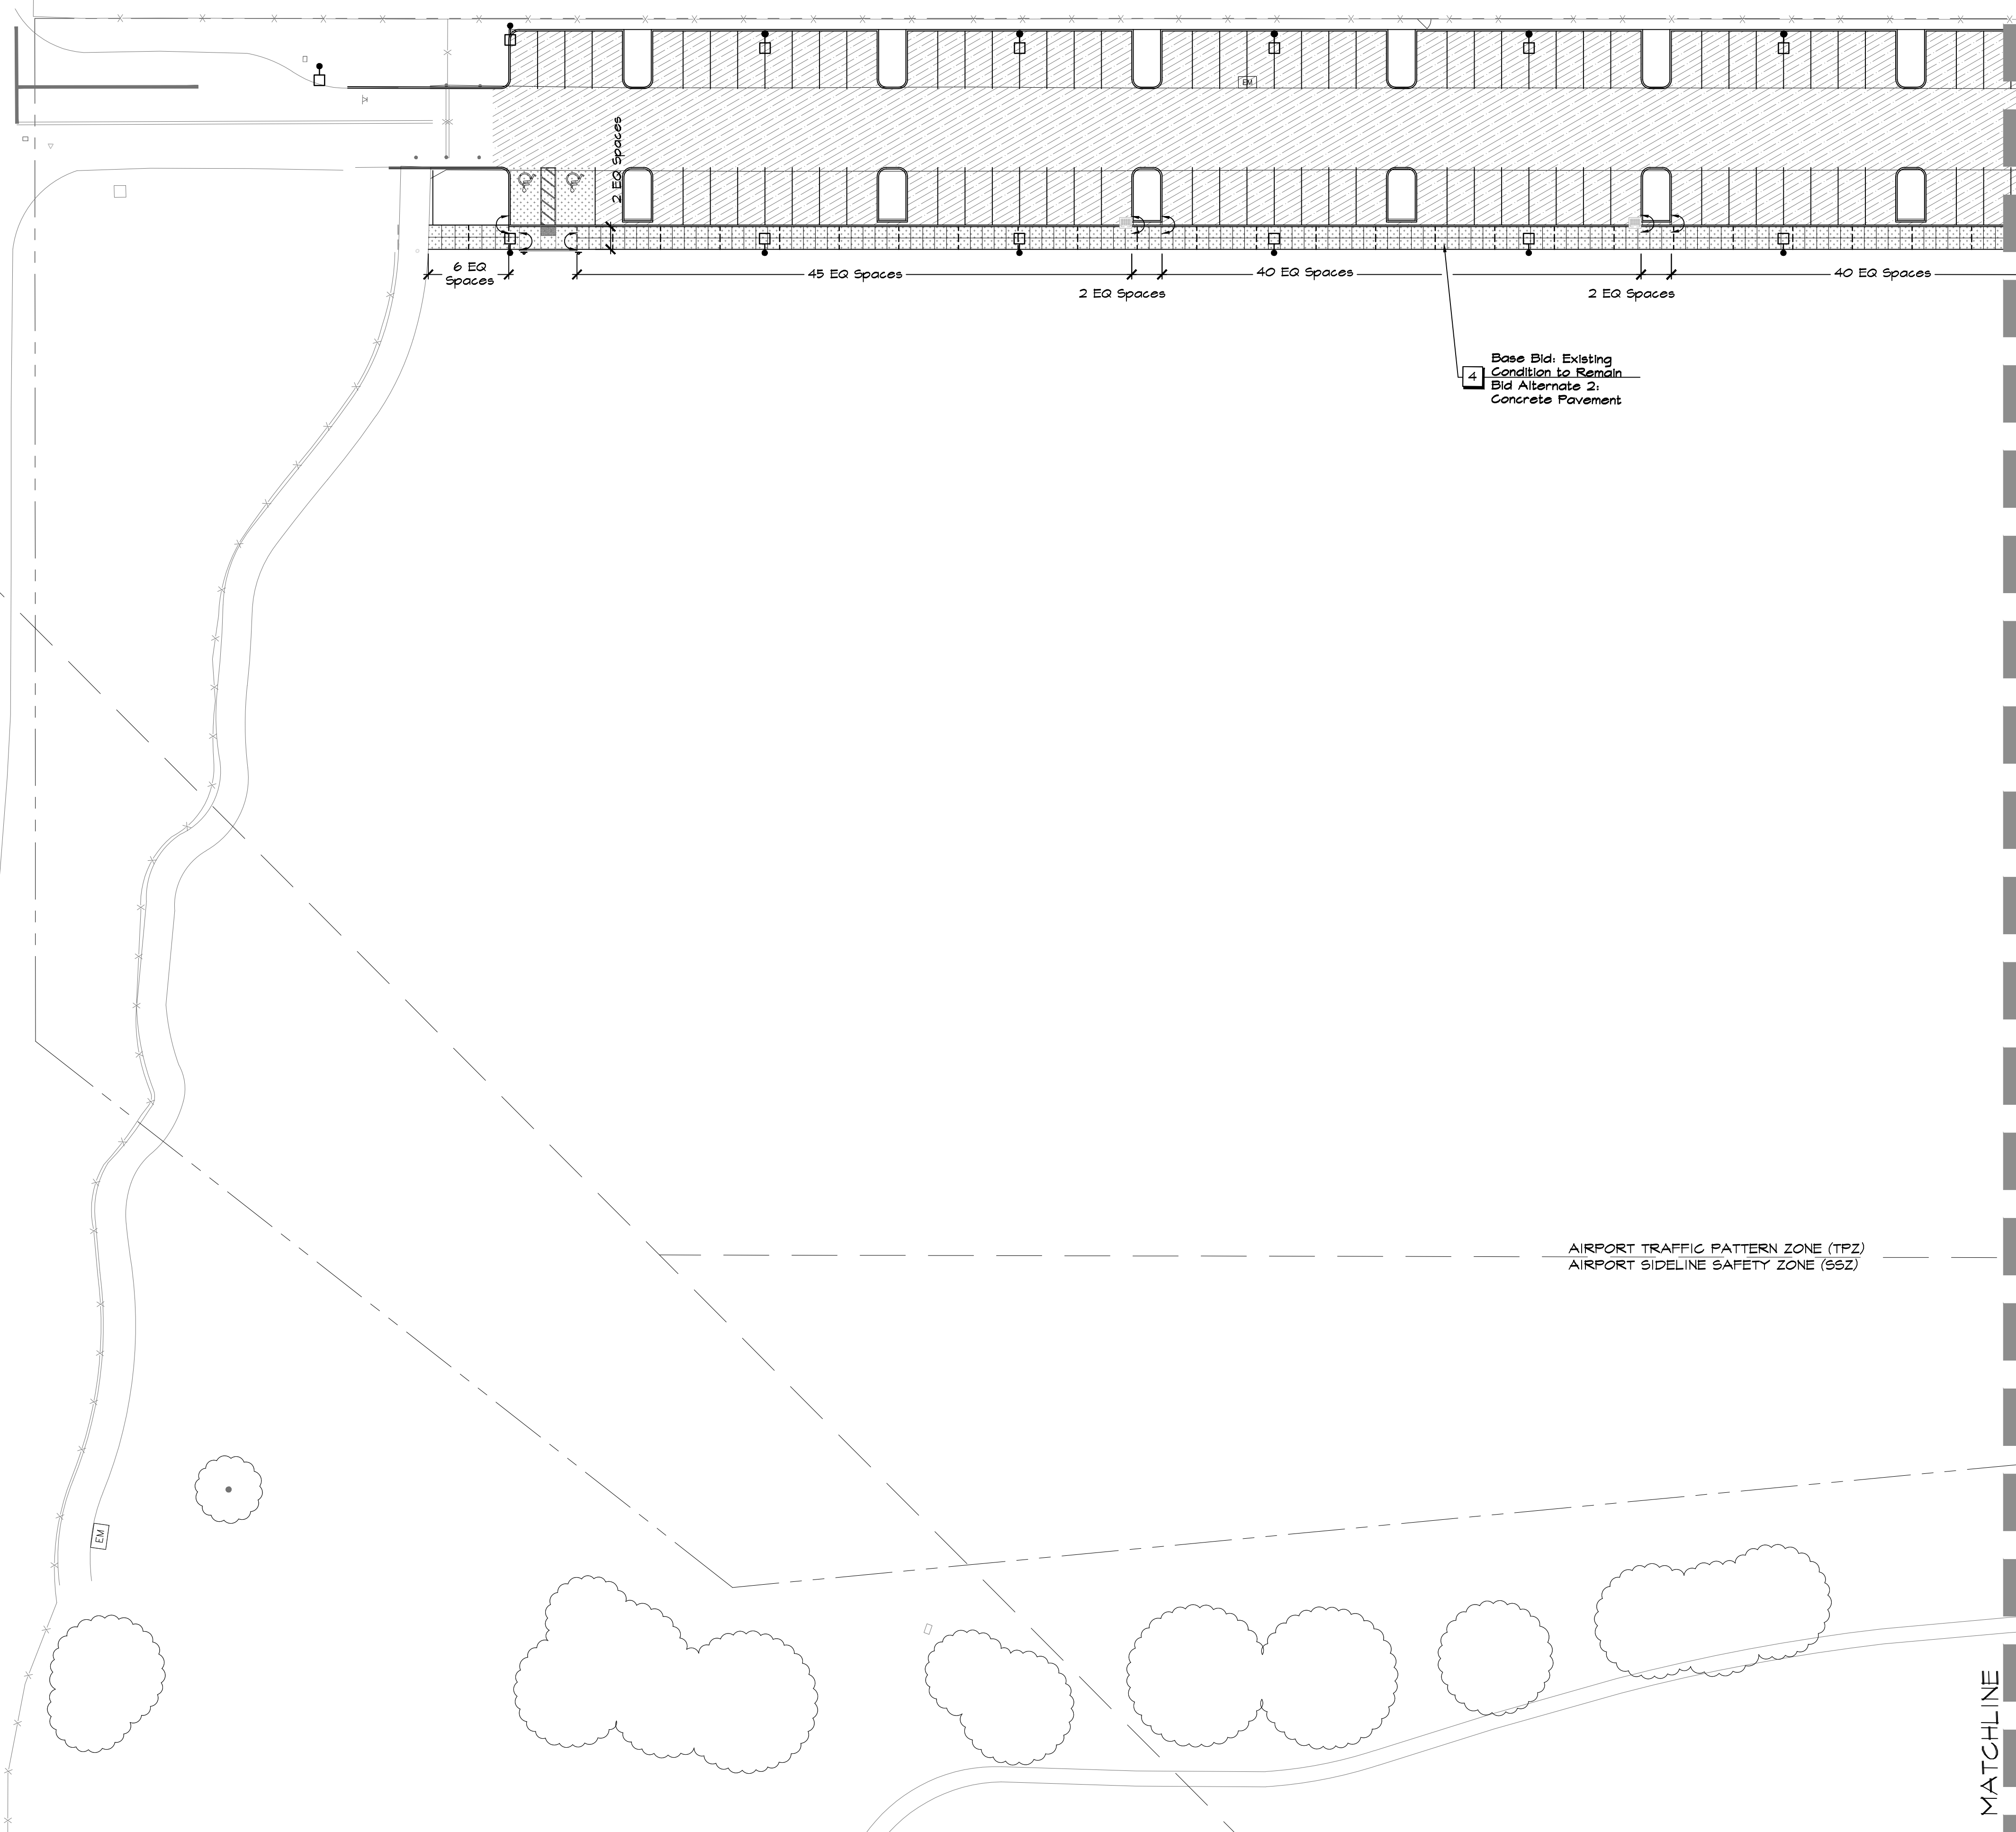 EM
2 EQ Spaces
6 EQ
Spaces
45 EQ Spaces
40 EQ Spaces
40 EQ Spaces
2 EQ Spaces
2 EQ Spaces
4
Base Bid: Existing
Condition to Remain
Bid Alternate 2:
Concrete Pavement
AIRPORT TRAFFIC PATTERN ZONE (TPZ)
AIRPORT SIDELINE SAFETY ZONE (SSZ)
EM
MATCHLINE